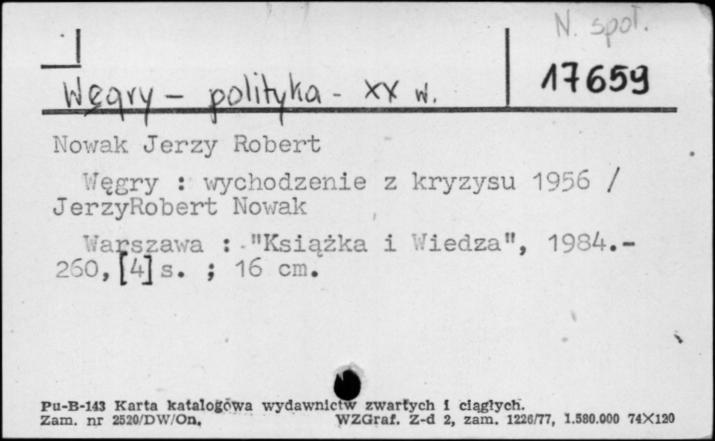 N. społ.
Węgry - polityka - XX w.
17659
Nowak Jerzy Robert
Węgry : wychodzenie z kryzysu 1956 /
JerzyRobert Nowak
Warszawa : "Książka i Wiedza", 1984.-
260,[4]s. ; 16 cm.
Pu-B-143 Karta katalogowa wydawnictw zwartych i ciągłych.
Zam. nr 2520/DW/On. WZGraf. Z-d 2, zam. 1226/77, 1.580.000 74X120